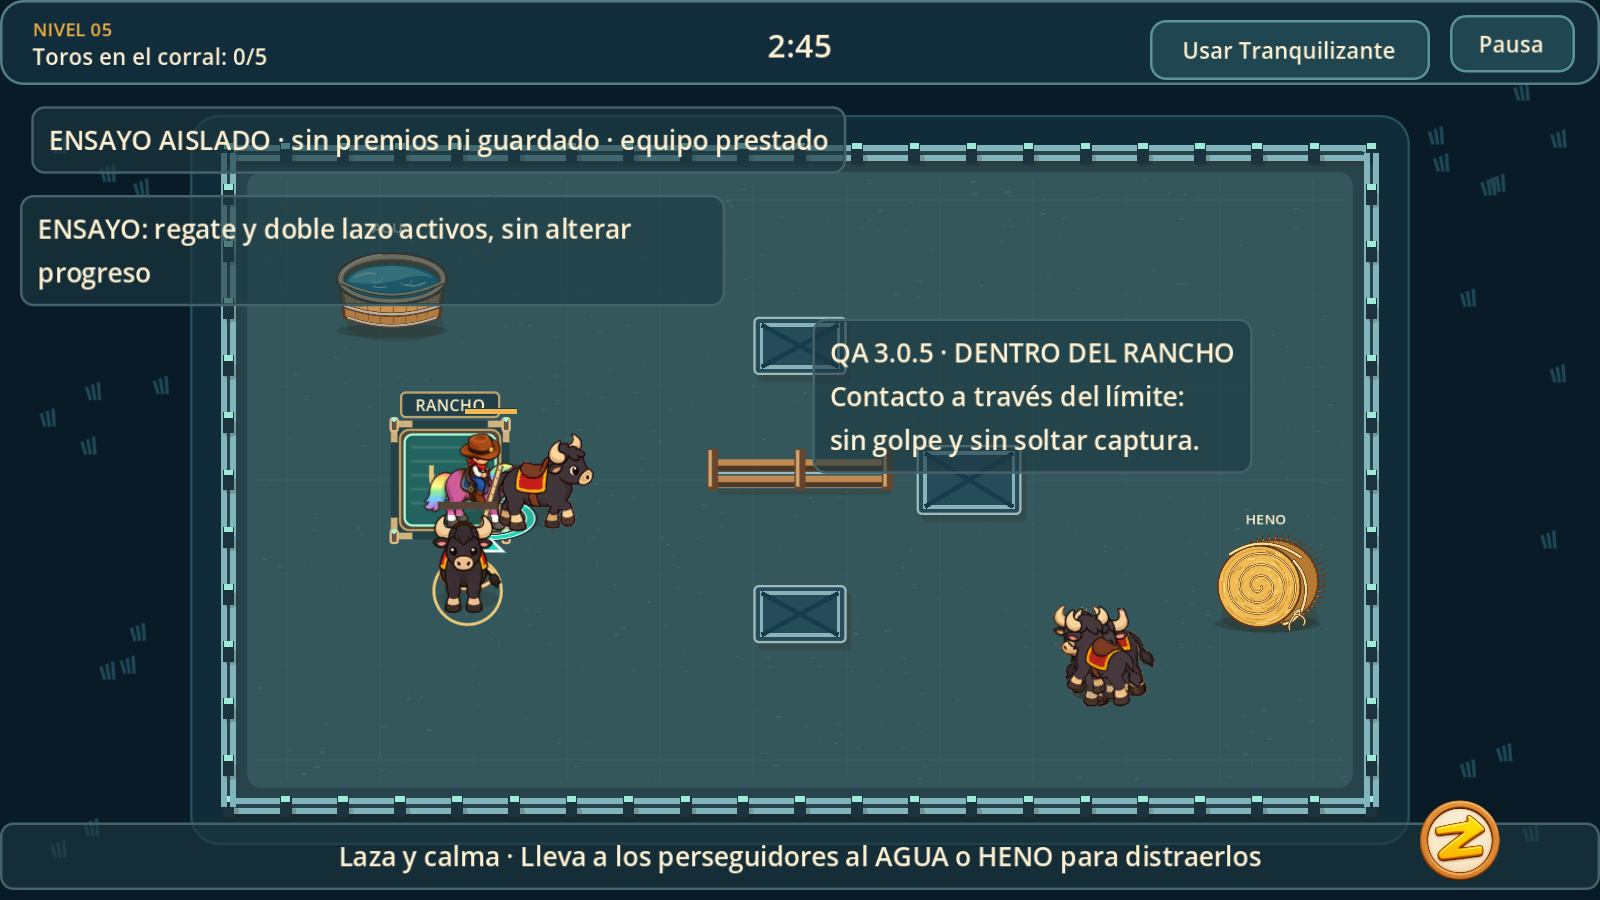 NIVEL 05
Toros en el corral: 0/5
2:45
Usar Tranquilizante
Pausa
ENSAYO AISLADO · sin premios ni guardado · equipo prestado
ENSAYO: regate y doble lazo activos, sin alterar
progreso
QA 3.0.5 · DENTRO DEL RANCHO
Contacto a través del límite:
sin golpe y sin soltar captura.
RANCHO
HENO
Laza y calma · Lleva a los perseguidores al AGUA o HENO para distraerlos